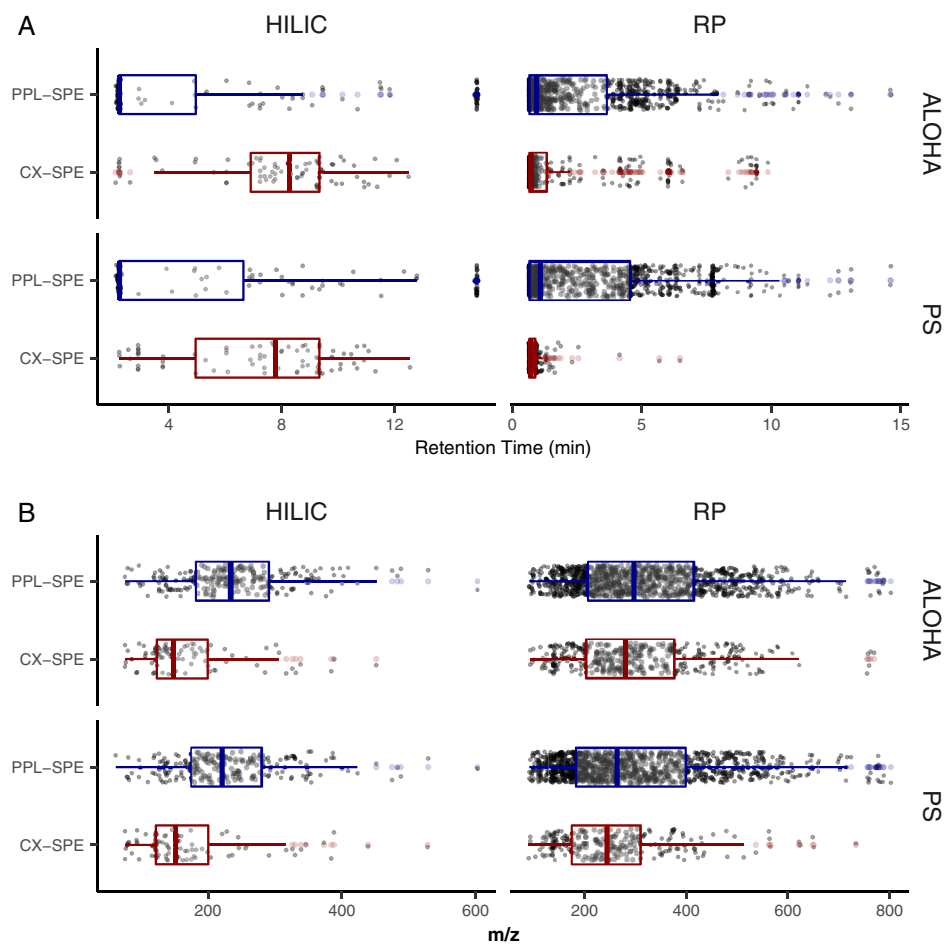 A
HILIC
RP
PPL−SPE
CX−SPE
ALOHA
PPL−SPE
CX−SPE
PS
4
8
12
0
5
10
15
Retention Time (min)
B
HILIC
RP
PPL−SPE
CX−SPE
ALOHA
PPL−SPE
CX−SPE
PS
200
400
600
200
400
600
800
m/z